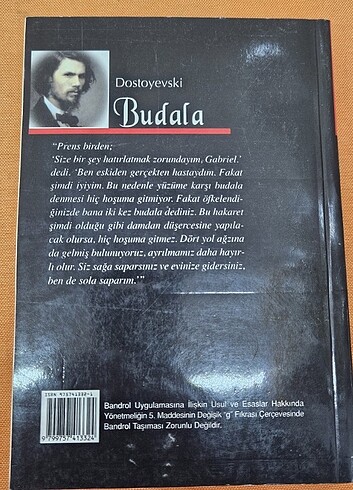 Dostoyevski
Budala
“Prens birden;
‘Size bir şey hatırlatmak zorundayım, Gabriel.’
dedi, ‘Ben eskiden gerçekten hastaydım. Fakat
şimdi iyiyim. Bu nedenle yüzüme karşı budala
denmesi hiç hoşuma gitmiyor. Fakat öfkelendi-
ğinizde bana iki kez budala dediniz. Bu hakaret
şimdi olduğu gibi damdan düşercesine yapıla-
cak olursa, hiç hoşuma gitmez. Dört yol ağzına
da gelmiş bulunuyoruz, ayrılmamız daha hayır-
lı olur. Siz sağa saparsınız ve evinize gidersiniz,
ben de sola saparım.’”
ISBN 975741332-1
9799757413324
Bandrol Uygulamasına İlişkin Usul ve Esaslar Hakkında
Yönetmeliğin 5. Maddesinin Değişik “g” Fıkrası Çerçevesinde
Bandrol Taşıması Zorunlu Değildir.